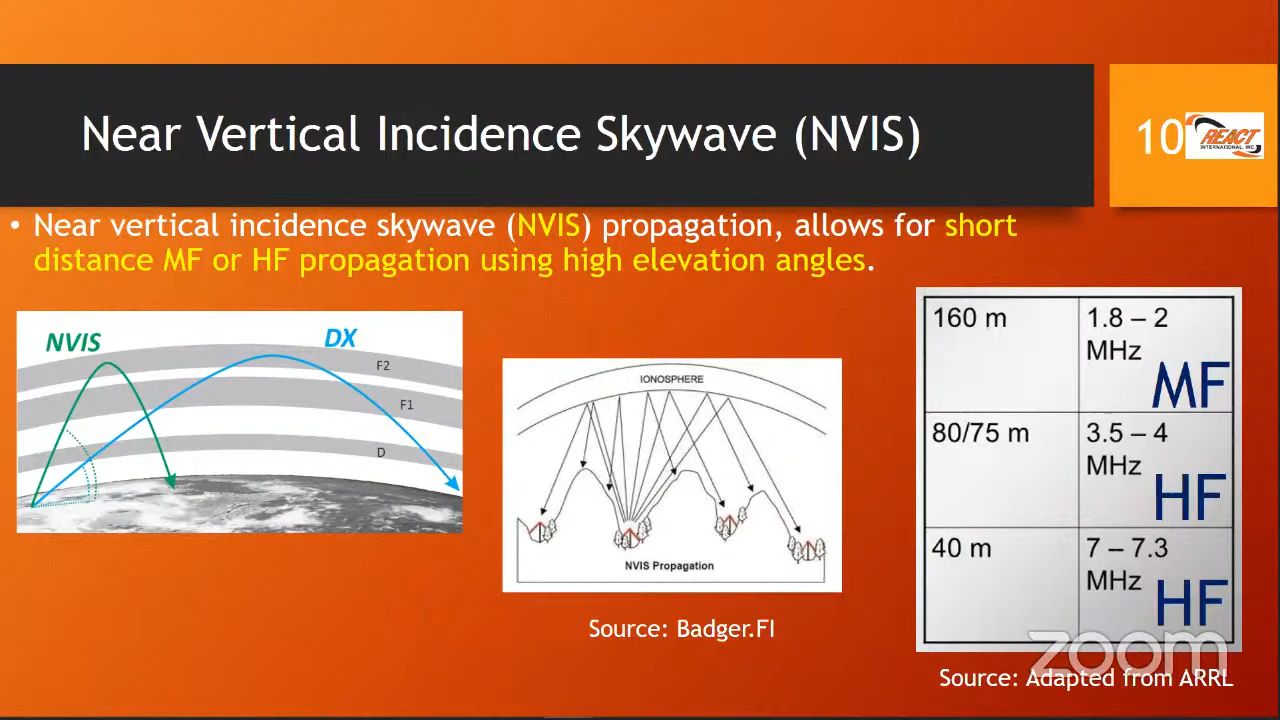 Near Vertical Incidence Skywave (NVIS)
10
REACT
INTERNATIONAL, INC.
• Near vertical incidence skywave (NVIS) propagation, allows for short
distance MF or HF propagation using high elevation angles.
NVIS
DX
F2
F1
D
IONOSPHERE
NVIS Propagation
Source: Badger.FI
160 m
1.8 – 2
MHz
MF
80/75 m
3.5 – 4
MHz
HF
40 m
7 – 7.3
MHz
HF
zoom
Source: Adapted from ARRL